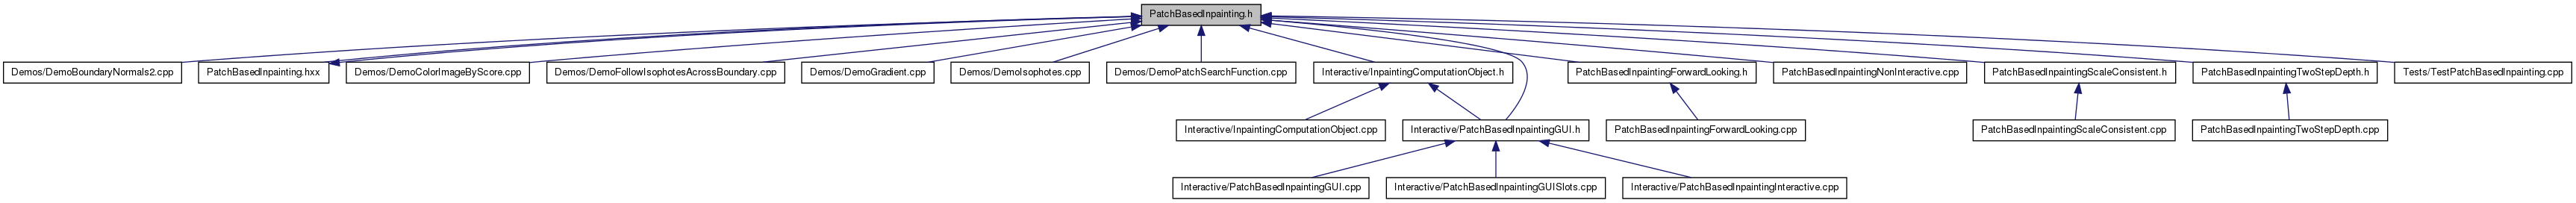 PatchBasedInpainting.h
Demos/DemoBoundaryNormals2.cpp
PatchBasedInpainting.hxx
Demos/DemoColorImageByScore.cpp
Demos/DemoFollowIsophotesAcrossBoundary.cpp
Demos/DemoGradient.cpp
Demos/DemoIsophotes.cpp
Demos/DemoPatchSearchFunction.cpp
Interactive/InpaintingComputationObject.h
PatchBasedInpaintingForwardLooking.h
PatchBasedInpaintingNonInteractive.cpp
PatchBasedInpaintingScaleConsistent.h
PatchBasedInpaintingTwoStepDepth.h
Tests/TestPatchBasedInpainting.cpp
Interactive/InpaintingComputationObject.cpp
Interactive/PatchBasedInpaintingGUI.h
PatchBasedInpaintingForwardLooking.cpp
PatchBasedInpaintingScaleConsistent.cpp
PatchBasedInpaintingTwoStepDepth.cpp
Interactive/PatchBasedInpaintingGUI.cpp
Interactive/PatchBasedInpaintingGUISlots.cpp
Interactive/PatchBasedInpaintingInteractive.cpp